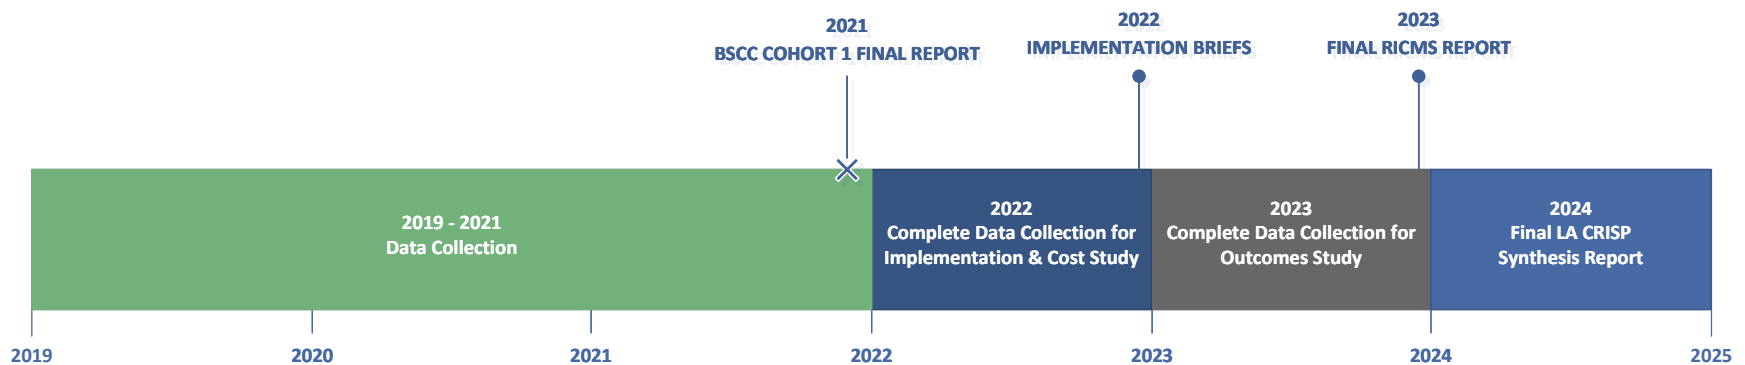 2021
BSCC COHORT 1 FINAL REPORT
2022
IMPLEMENTATION BRIEFS
2023
FINAL RICMS REPORT
2019 - 2021
Data Collection
2022
Complete Data Collection for
Implementation & Cost Study
2023
Complete Data Collection for
Outcomes Study
2024
Final LA CRISP
Synthesis Report
2019
2020
2021
2022
2023
2024
2025